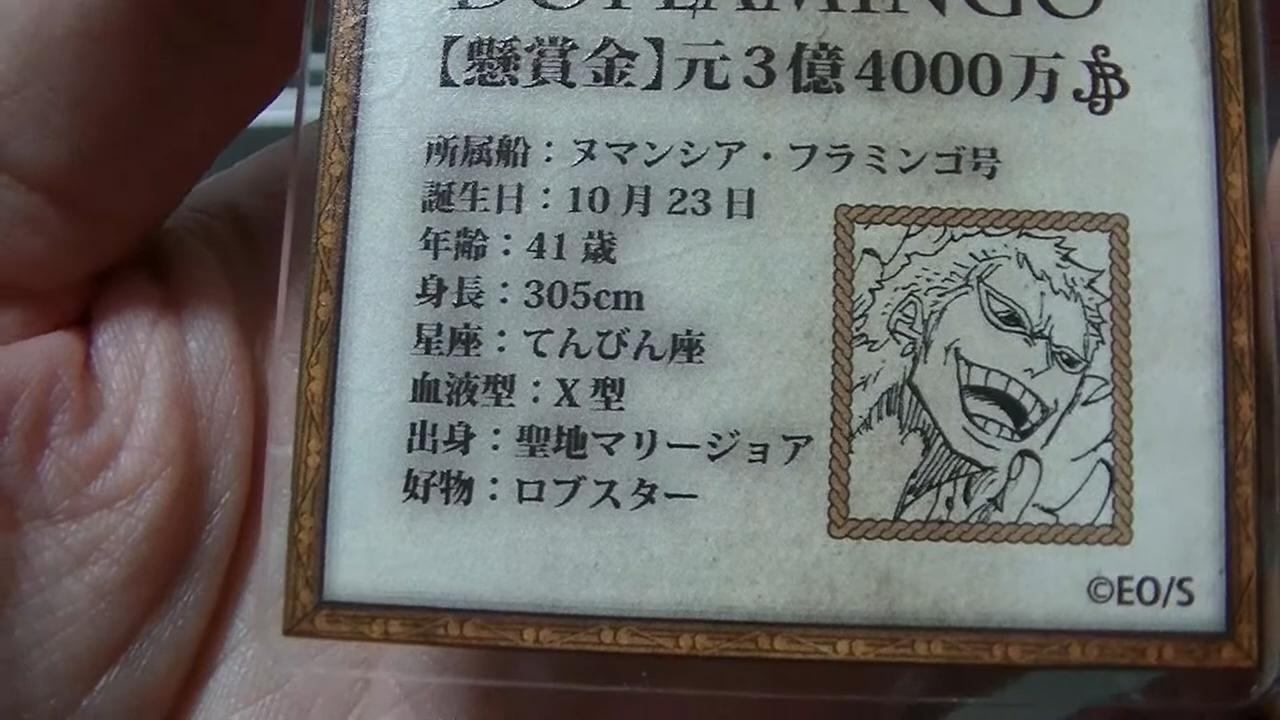 DOFLAMINGO
【懸賞金】元3億4000万
所属船：ヌマンシア・フラミンゴ号
誕生日：10月23日
年齢：41歳
身長：305cm
星座：てんびん座
血液型：X型
出身：聖地マリージョア
好物：ロブスター
©EO/S